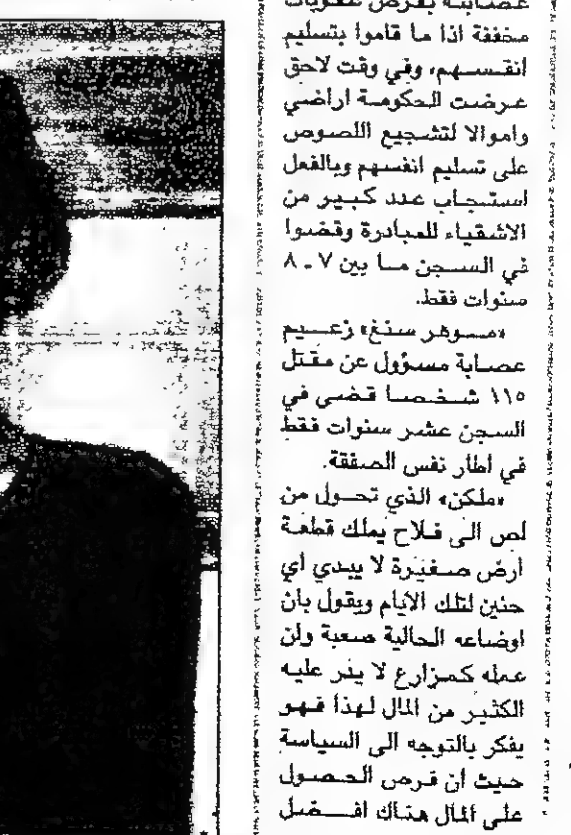 عصابته بفرض عقوبات
مخففة اذا ما قاموا بتسليم
انفسهم، وفي وقت لاحق
عرضت الحكومة اراضي
واموالا لتشجيع اللصوص
على تسليم انفسهم وبالفعل
استجاب عدد كبير من
الاشقياء للمبادرة وقضوا
في السجن ما بين ٧ ـ ٨
سنوات فقط.
«موهر سنغ» زعيم
عصابة مسؤول عن مقتل
١١٥ شخصا قضى في
السجن عشر سنوات فقط
في اطار نفس الصفقة.
«ملكن» الذي تحول من
لص الى فلاح يملك قطعة
ارض صغيرة لا يبدي أي
حنين لتلك الايام ويقول بان
اوضاعه الحالية صعبة ولن
عمله كمزارع لا يدر عليه
الكثير من المال لهذا فهو
يفكر بالتوجه الى السياسة
حيث ان فرص الحصول
على المال هناك افضل